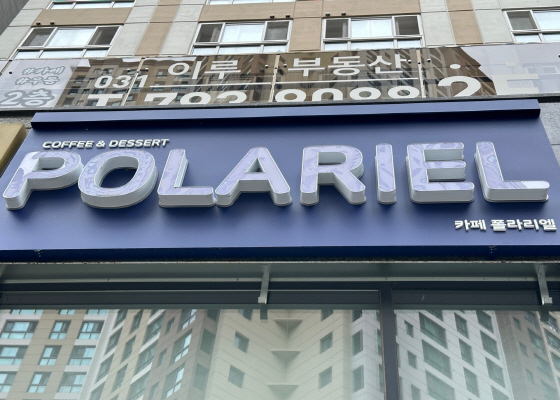 031 이루 부동산
2층
COFFEE & DESSERT
POLARIEL
카페 폴라리엘